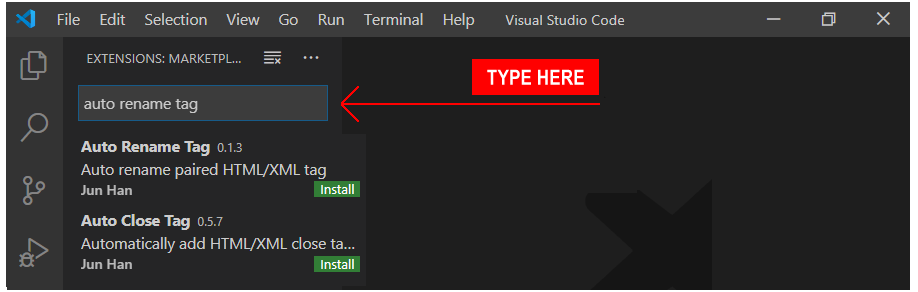 File Edit Selection View Go Run Terminal Help Visual Studio Code
EXTENSIONS: MARKETPL...
TYPE HERE
auto rename tag
Auto Rename Tag 0.1.3
Auto rename paired HTML/XML tag
Jun Han Install
Auto Close Tag 0.5.7
Automatically add HTML/XML close ta...
Jun Han Install